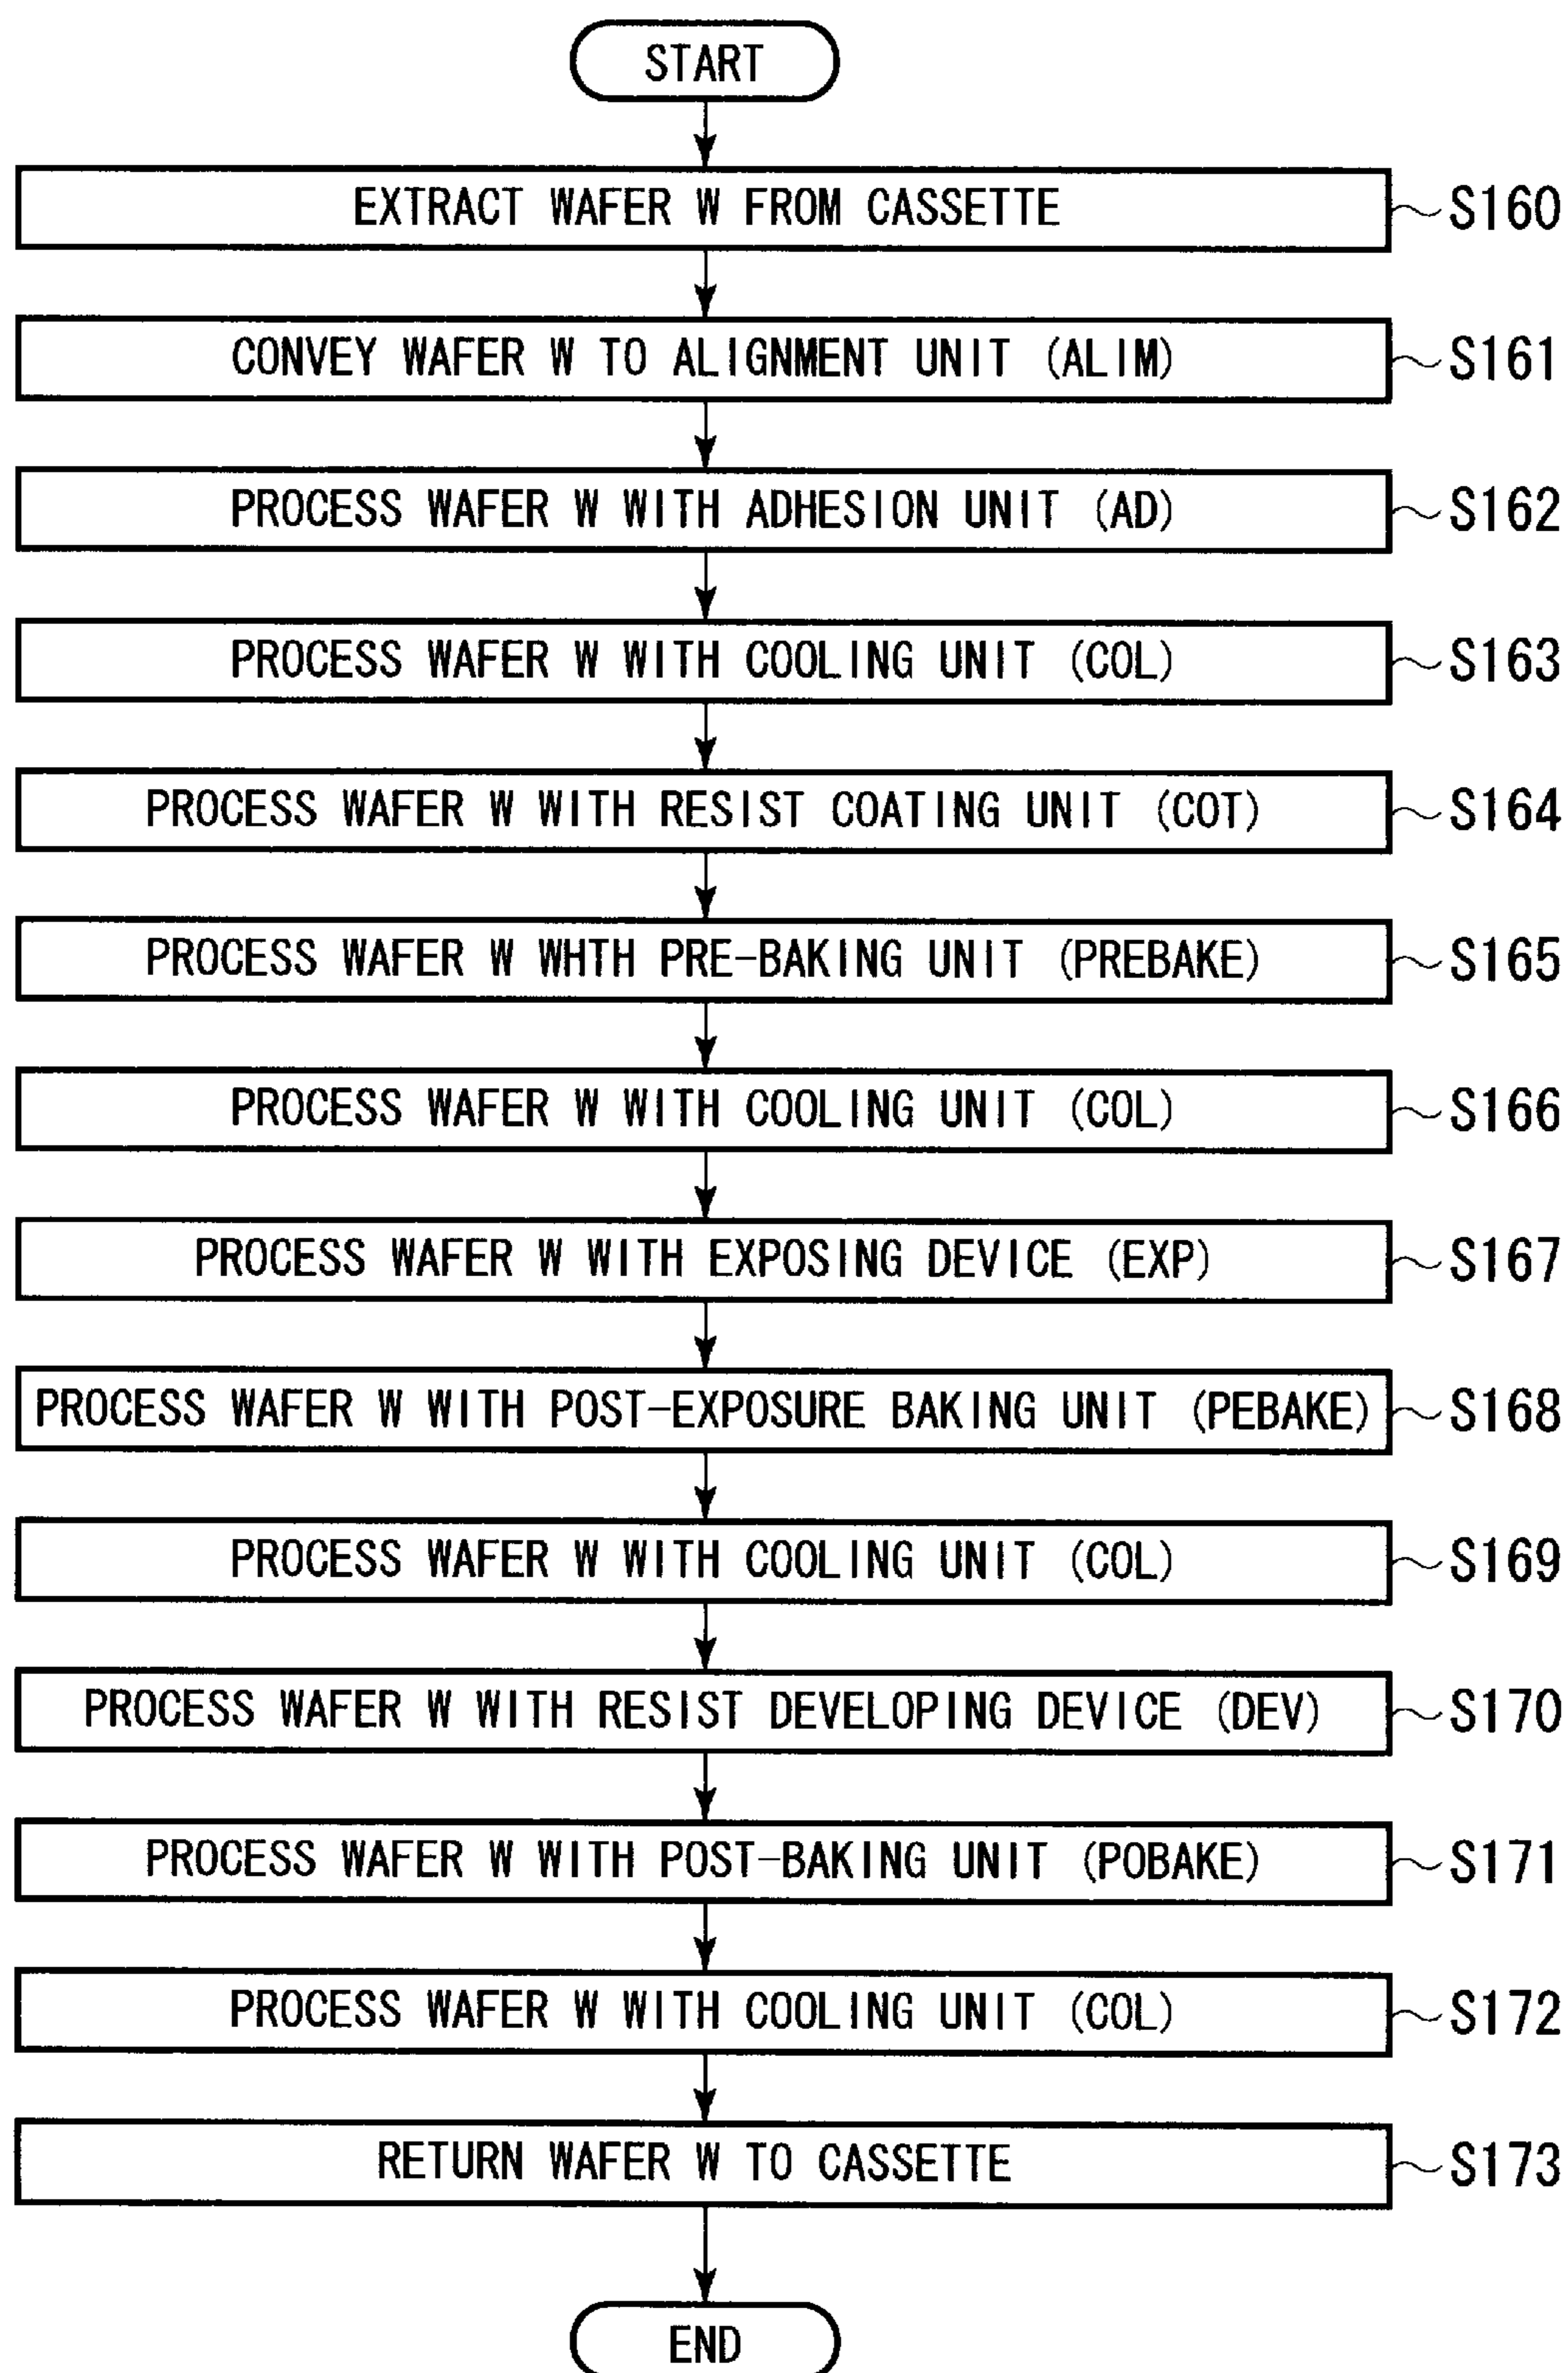 START
EXTRACT WAFER W FROM CASSETTE S160
CONVEY WAFER W TO ALIGNMENT UNIT (ALIM) S161
PROCESS WAFER W WITH ADHESION UNIT (AD) S162
PROCESS WAFER W WITH COOLING UNIT (COL) S163
PROCESS WAFER W WITH RESIST COATING UNIT (COT) S164
PROCESS WAFER W WHTH PRE-BAKING UNIT (PREBAKE) S165
PROCESS WAFER W WITH COOLING UNIT (COL) S166
PROCESS WAFER W WITH EXPOSING DEVICE (EXP) S167
PROCESS WAFER W WITH POST-EXPOSURE BAKING UNIT (PEBAKE) S168
PROCESS WAFER W WITH COOLING UNIT (COL) S169
PROCESS WAFER W WITH RESIST DEVELOPING DEVICE (DEV) S170
PROCESS WAFER W WITH POST-BAKING UNIT (POBAKE) S171
PROCESS WAFER W WITH COOLING UNIT (COL) S172
RETURN WAFER W TO CASSETTE S173
END